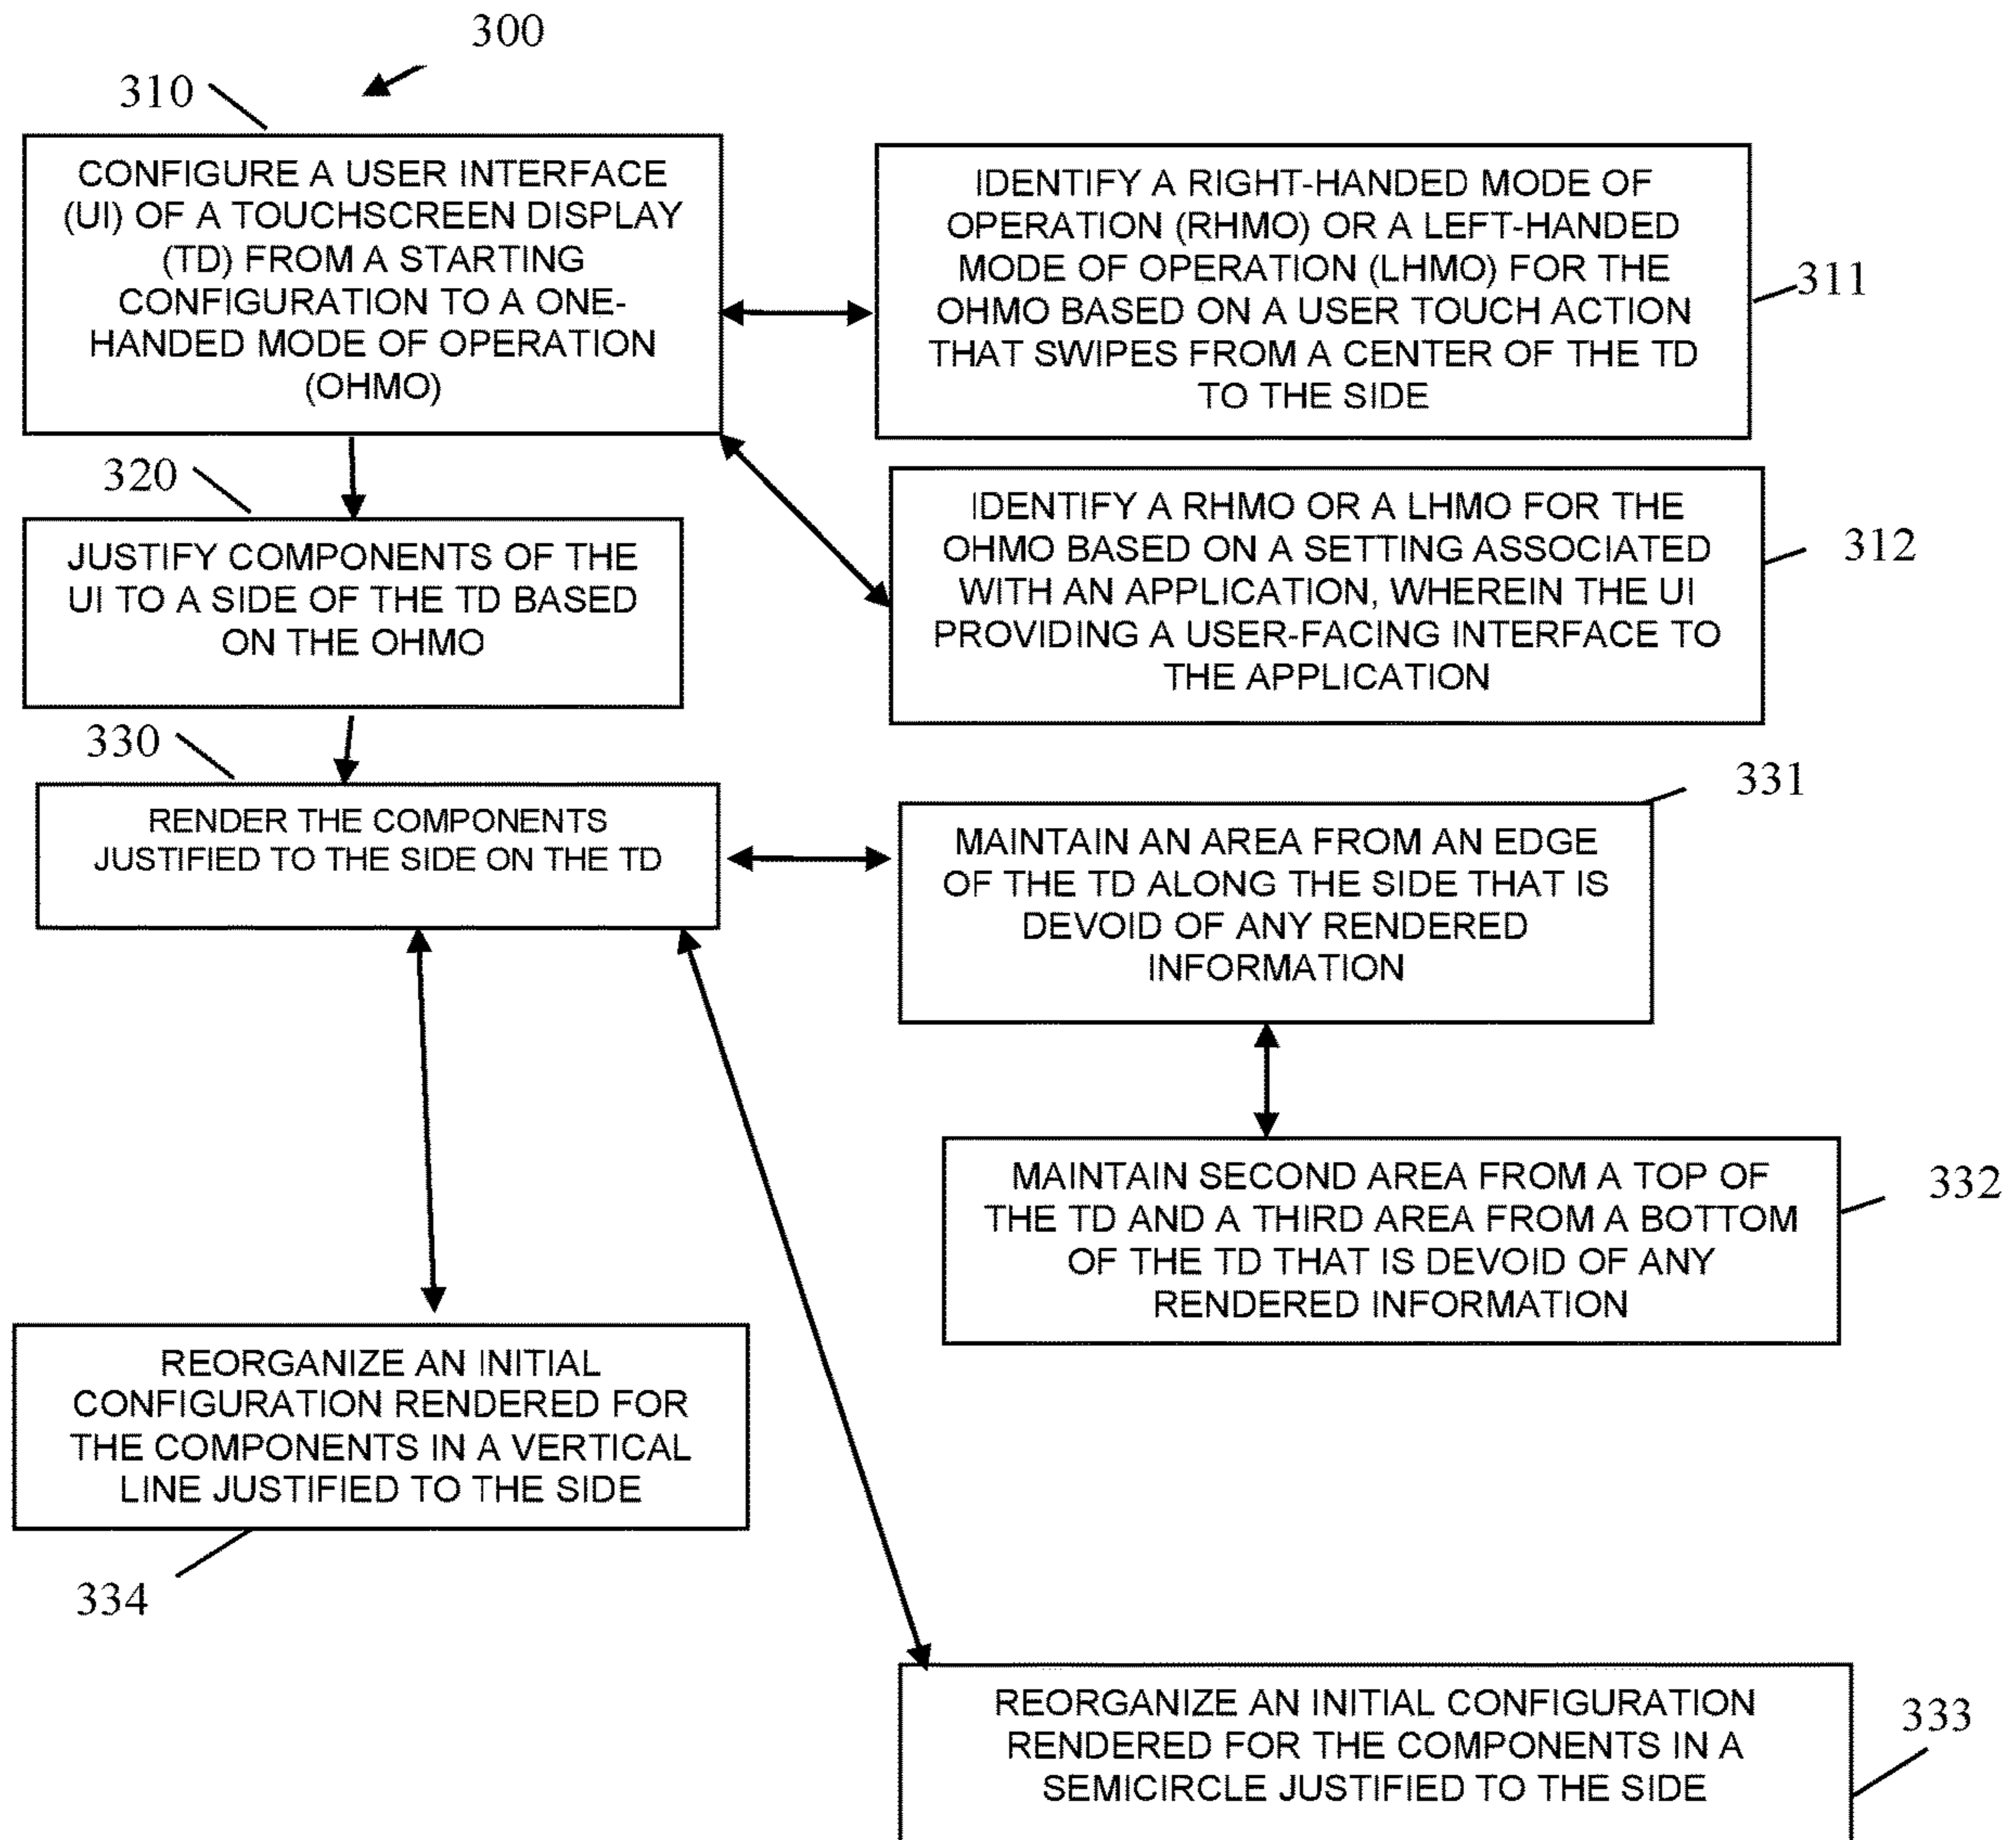 300
310
CONFIGURE A USER INTERFACE
(UI) OF A TOUCHSCREEN DISPLAY
(TD) FROM A STARTING
CONFIGURATION TO A ONE-
HANDED MODE OF OPERATION
(OHMO)
IDENTIFY A RIGHT-HANDED MODE OF
OPERATION (RHMO) OR A LEFT-HANDED
MODE OF OPERATION (LHMO) FOR THE
OHMO BASED ON A USER TOUCH ACTION
THAT SWIPES FROM A CENTER OF THE TD
TO THE SIDE
311
320
JUSTIFY COMPONENTS OF THE
UI TO A SIDE OF THE TD BASED
ON THE OHMO
IDENTIFY A RHMO OR A LHMO FOR THE
OHMO BASED ON A SETTING ASSOCIATED
WITH AN APPLICATION, WHEREIN THE UI
PROVIDING A USER-FACING INTERFACE TO
THE APPLICATION
312
330
RENDER THE COMPONENTS
JUSTIFIED TO THE SIDE ON THE TD
331
MAINTAIN AN AREA FROM AN EDGE
OF THE TD ALONG THE SIDE THAT IS
DEVOID OF ANY RENDERED
INFORMATION
MAINTAIN SECOND AREA FROM A TOP OF
THE TD AND A THIRD AREA FROM A BOTTOM
OF THE TD THAT IS DEVOID OF ANY
RENDERED INFORMATION
332
REORGANIZE AN INITIAL
CONFIGURATION RENDERED FOR
THE COMPONENTS IN A VERTICAL
LINE JUSTIFIED TO THE SIDE
334
REORGANIZE AN INITIAL CONFIGURATION
RENDERED FOR THE COMPONENTS IN A
SEMICIRCLE JUSTIFIED TO THE SIDE
333